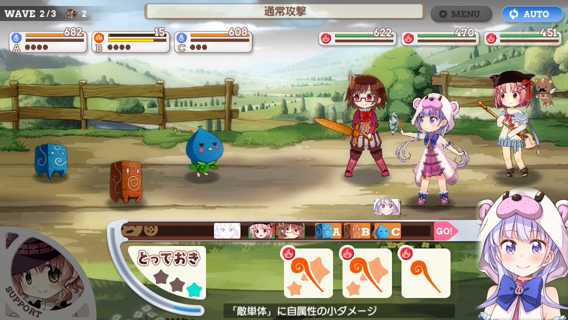 WAVE 2/3
2
通常攻撃
MENU
AUTO
682
15
608
622
470
451
A
B
C
A
B
C
GO!
とっておき
SUPPORT
「敵単体」に自属性の小ダメージ